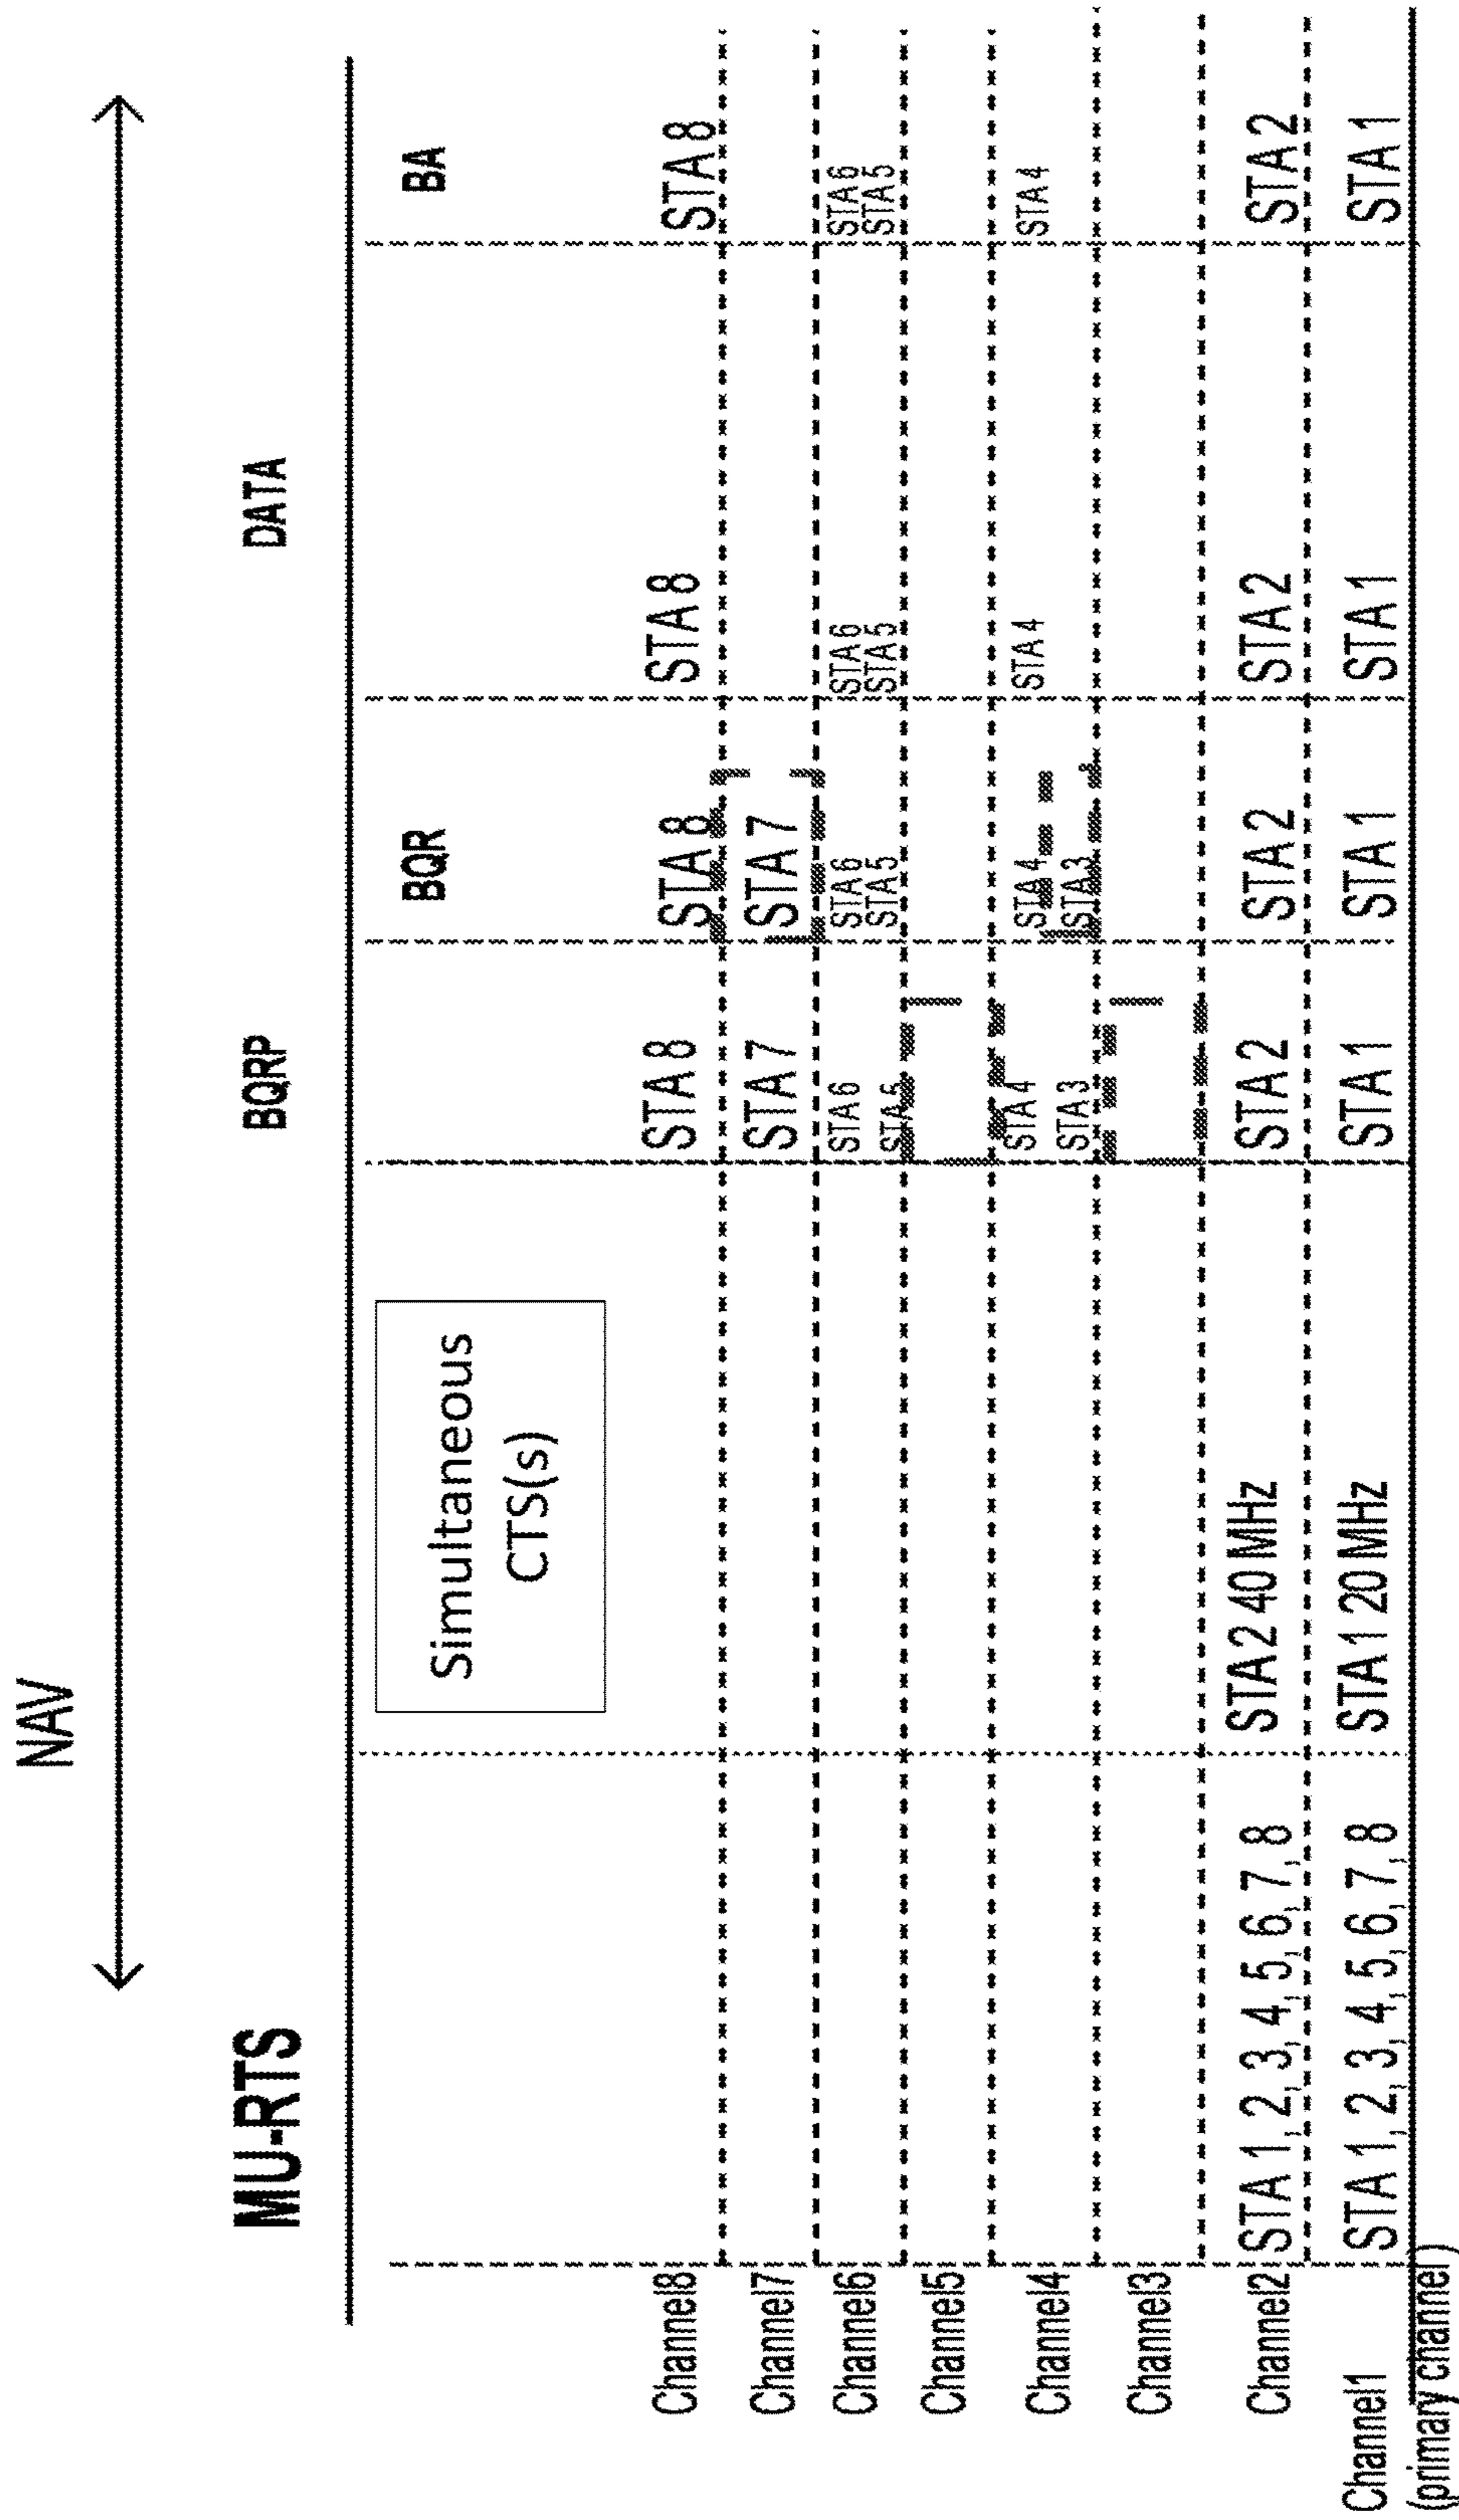 NAV
MU-RTS
BQRP
DATA
Simultaneous
CTS(s)
BQR
BA
Channel8
STA 8
STA 8
STA 8
STA 8
Channel7
STA 7
STA 7
Channel6
STA 6
STA 5
STA 6
STA 5
STA 6
STA 5
STA 6
STA 5
Channel5
Channel4
STA 4
STA 3
STA 4
STA 3
STA 4
STA 4
Channel3
Channel2
STA 1, 2, 3, 4, 5, 6, 7, 8
STA 2 40 MHz
STA 2
STA 2
STA 2
STA 2
Channel1
(primary channel)
STA 1, 2, 3, 4, 5, 6, 7, 8
STA 1 20 MHz
STA 1
STA 1
STA 1
STA 1